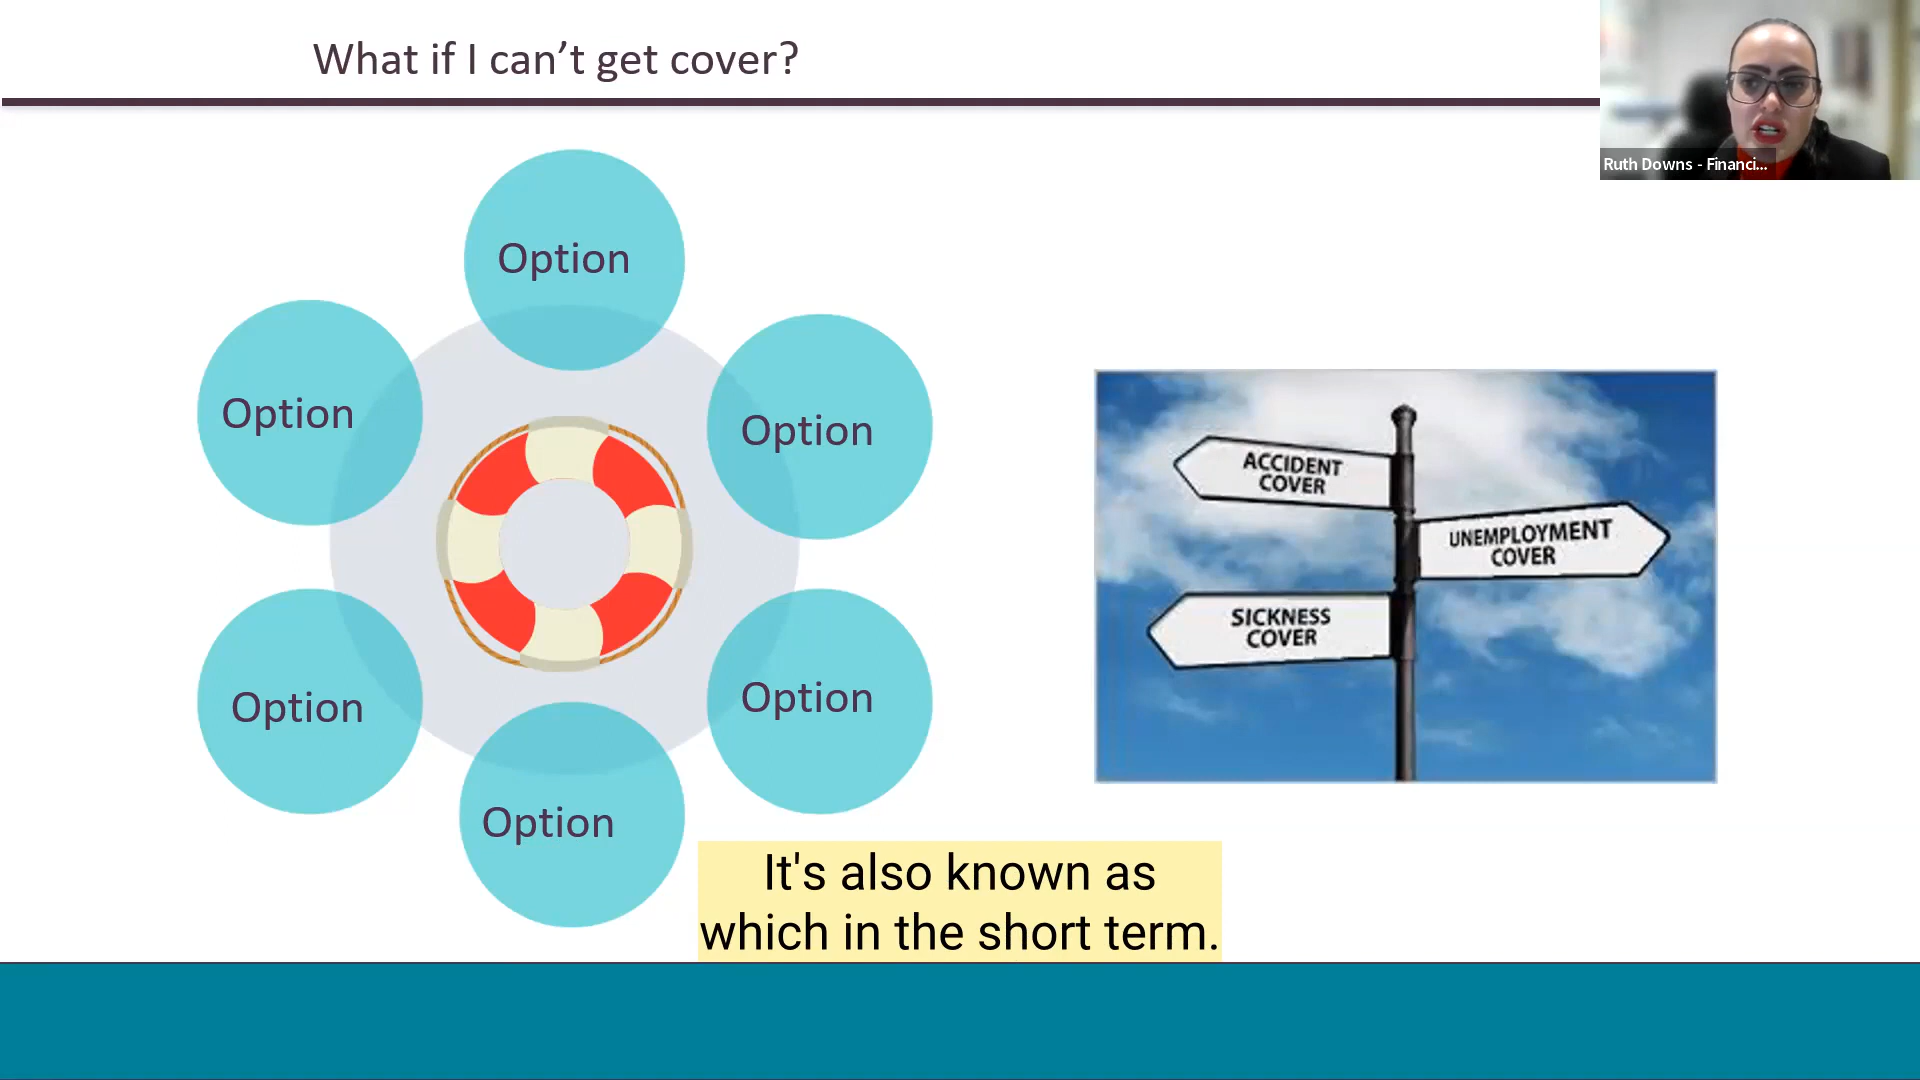 What if I can’t get cover?
Ruth Downs - Financi...
Option
Option
Option
Option
Option
Option
ACCIDENT
COVER
UNEMPLOYMENT
COVER
SICKNESS
COVER
It's also known as
which in the short term.